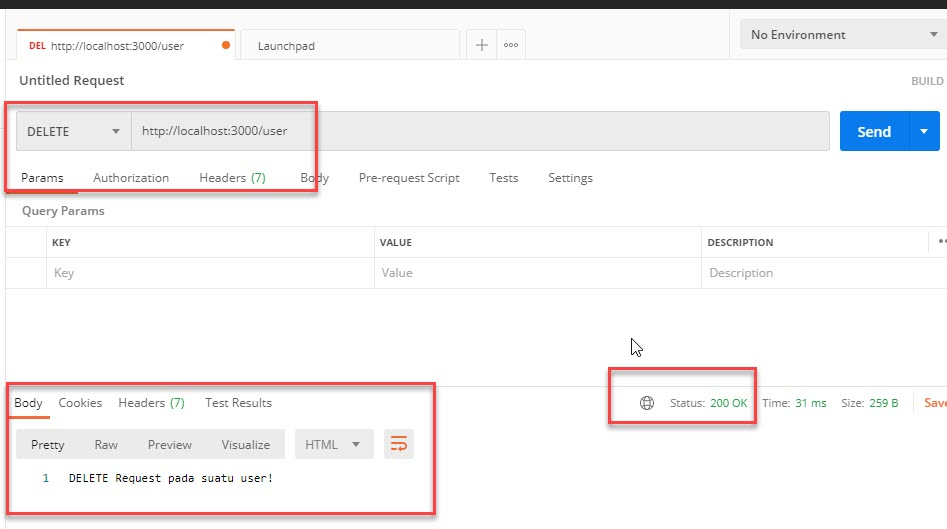 DEL http://localhost:3000/user
Launchpad
No Environment
Untitled Request
BUILD
DELETE
http://localhost:3000/user
Send
Params Authorization Headers (7) Body Pre-request Script Tests Settings
Query Params
KEY VALUE DESCRIPTION
Key Value Description
Body Cookies Headers (7) Test Results
Status: 200 OK Time: 31 ms Size: 259 B Save
Pretty Raw Preview Visualize HTML
1 DELETE Request pada suatu user!